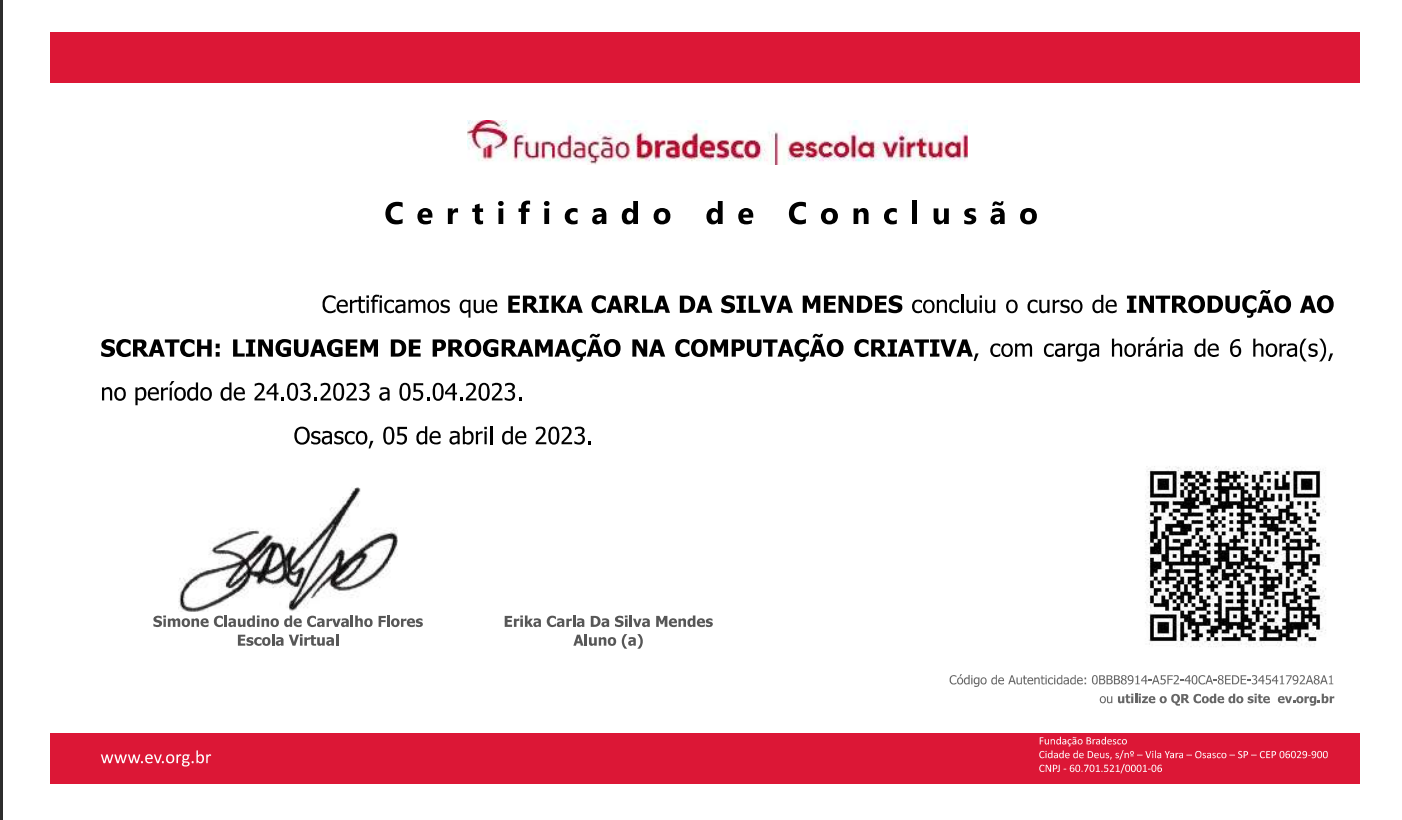 fundação bradesco | escola virtual
Certificado de Conclusão
Certificamos que ERIKA CARLA DA SILVA MENDES concluiu o curso de INTRODUÇÃO AO
SCRATCH: LINGUAGEM DE PROGRAMAÇÃO NA COMPUTAÇÃO CRIATIVA, com carga horária de 6 hora(s),
no período de 24.03.2023 a 05.04.2023.
Osasco, 05 de abril de 2023.
Simone Claudino de Carvalho Flores
Escola Virtual
Erika Carla Da Silva Mendes
Aluno (a)
Código de Autenticidade: 0BBB8914-A5F2-40CA-8EDE-34541792A8A1
ou utilize o QR Code do site ev.org.br
www.ev.org.br
Fundação Bradesco
Cidade de Deus, s/nº – Vila Yara – Osasco – SP – CEP 06029-900
CNPJ - 60.701.521/0001-06